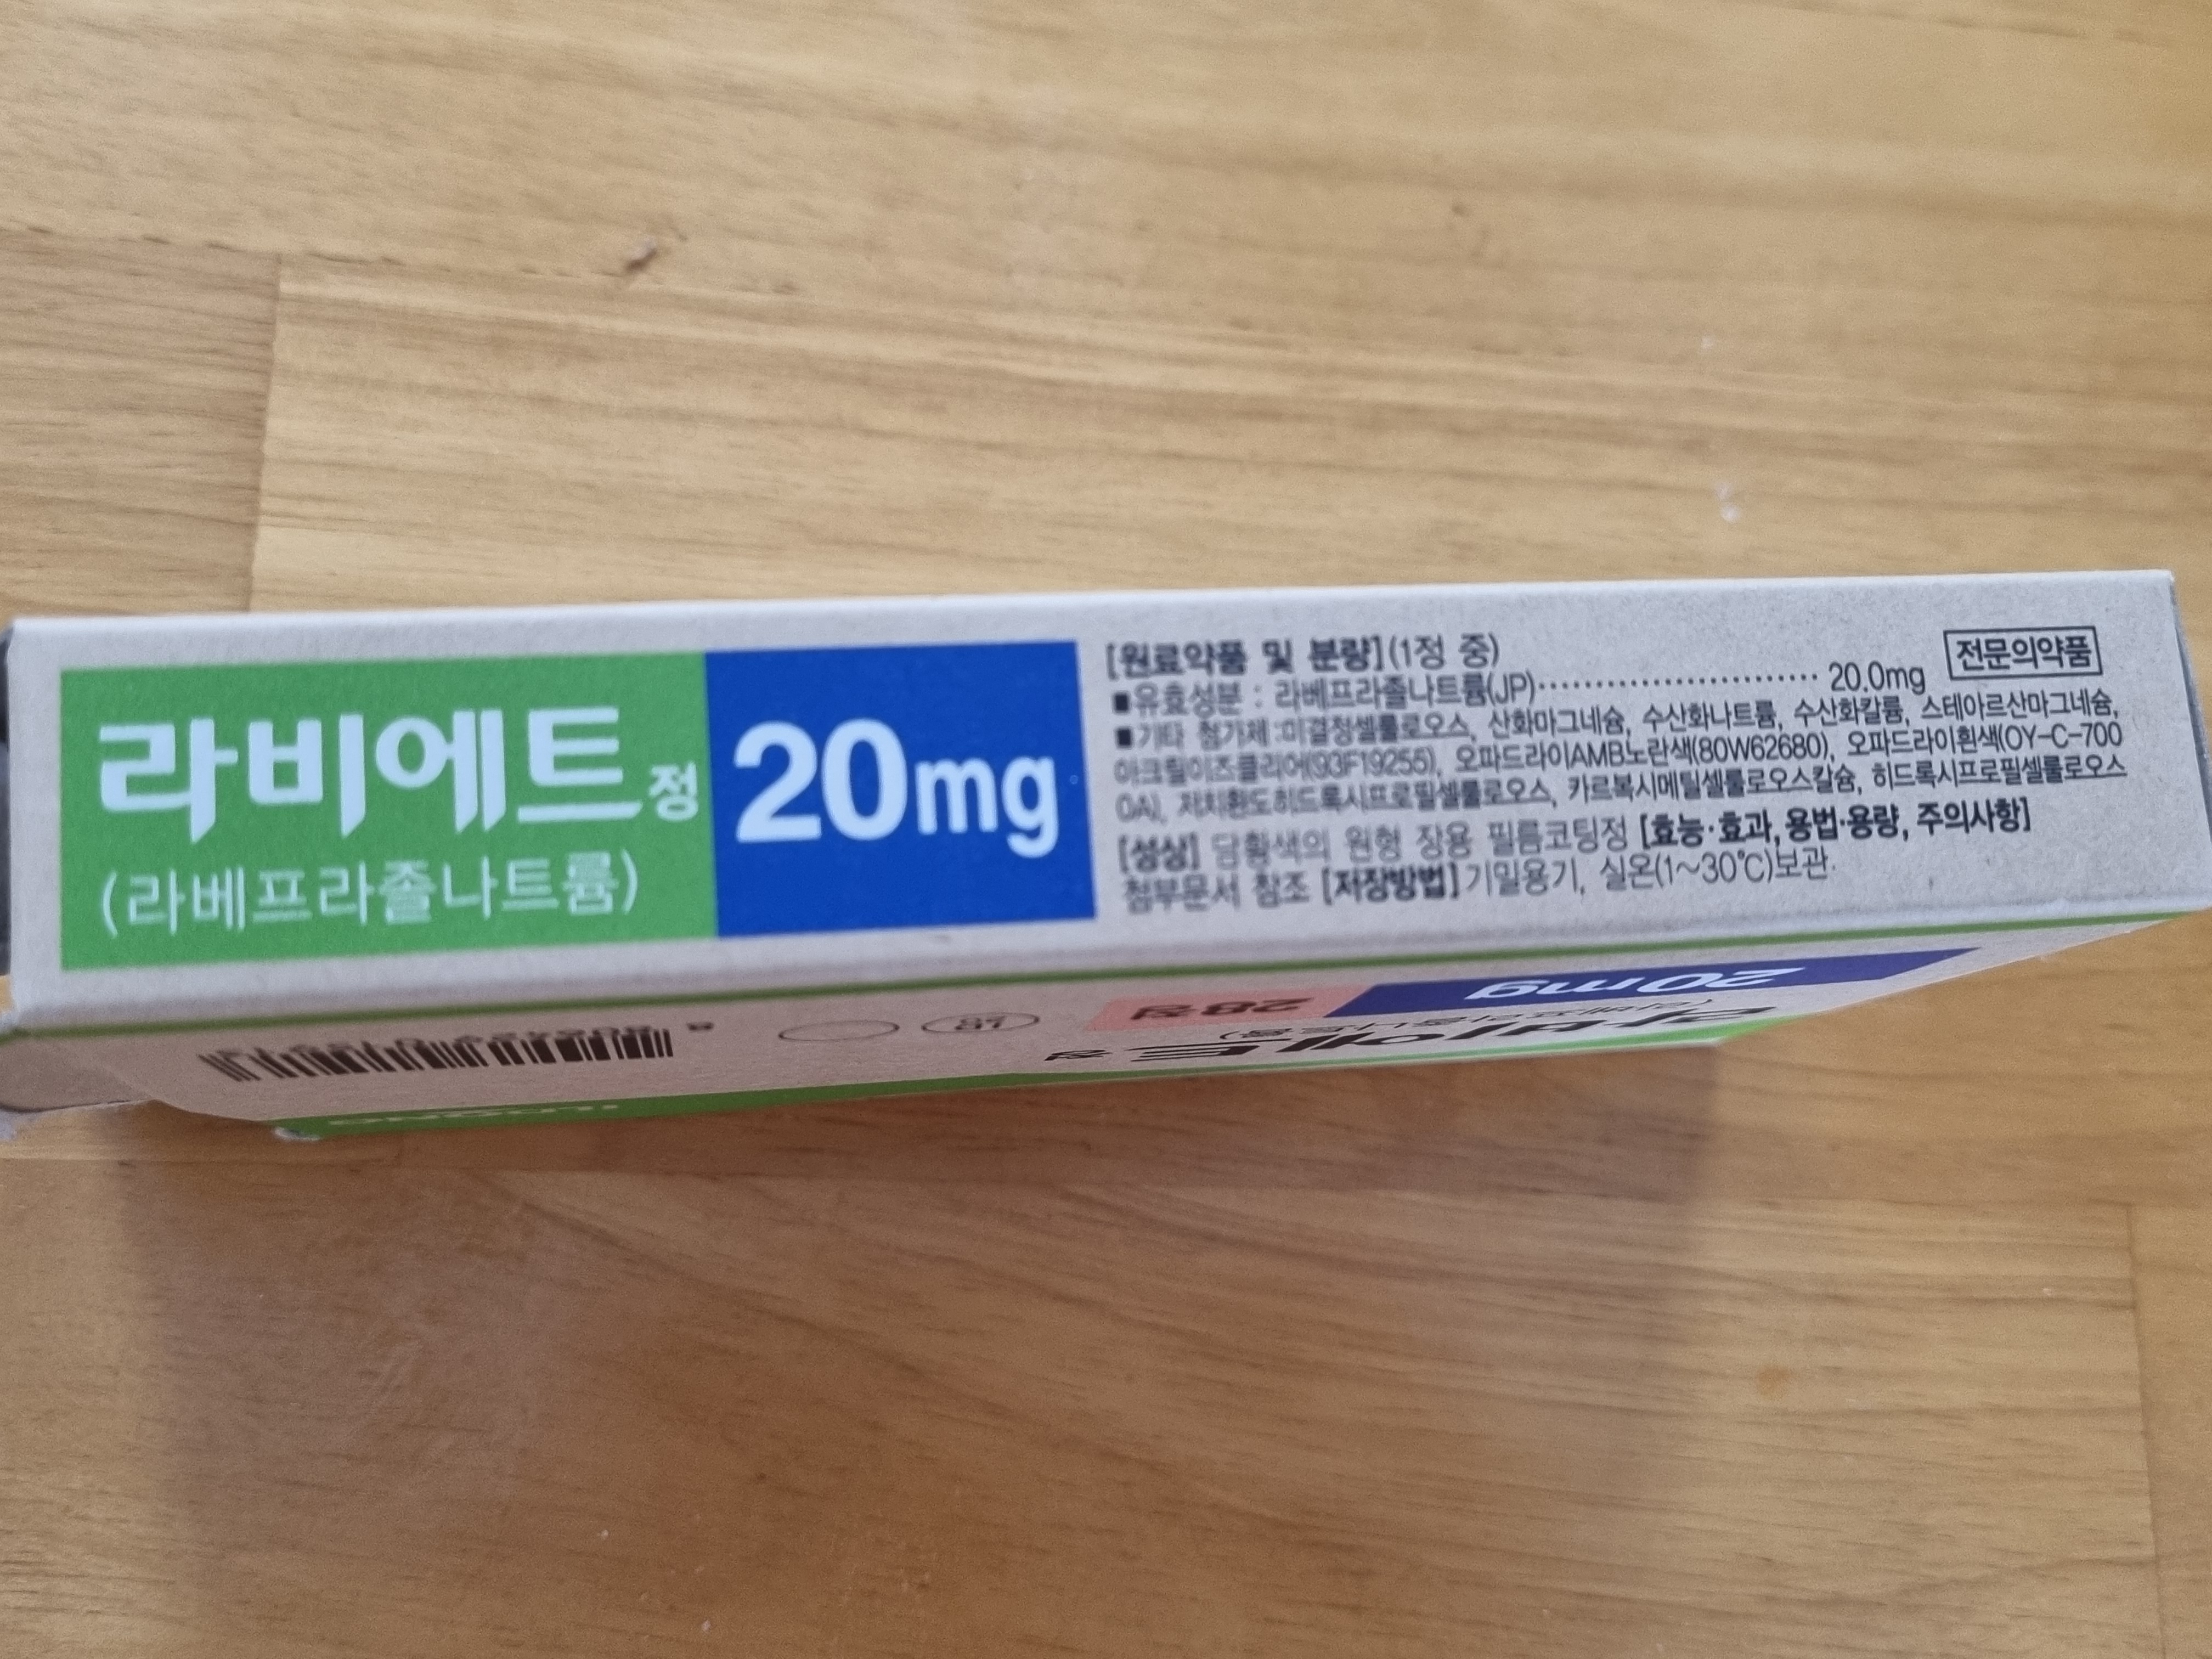 라비에트정
(라베프라졸나트륨)
20mg
[원료약품 및 분량](1정 중)
전문의약품
■유효성분 : 라베프라졸나트륨(JP)·························· 20.0mg
■기타 첨가제:미결정셀룰로오스, 산화마그네슘, 수산화나트륨, 수산화칼륨, 스테아르산마그네슘,
아크릴이즈클리어(93F19255), 오파드라이AMB노란색(80W62680), 오파드라이흰색(OY-C-700
0A), 저치환도히드록시프로필셀룰로오스, 카르복시메틸셀룰로오스칼슘, 히드록시프로필셀룰로오스
[성상] 담황색의 원형 장용 필름코팅정 [효능·효과, 용법·용량, 주의사항]
첨부문서 참조 [저장방법]기밀용기, 실온(1~30℃)보관
20mg
28정
라비에트정